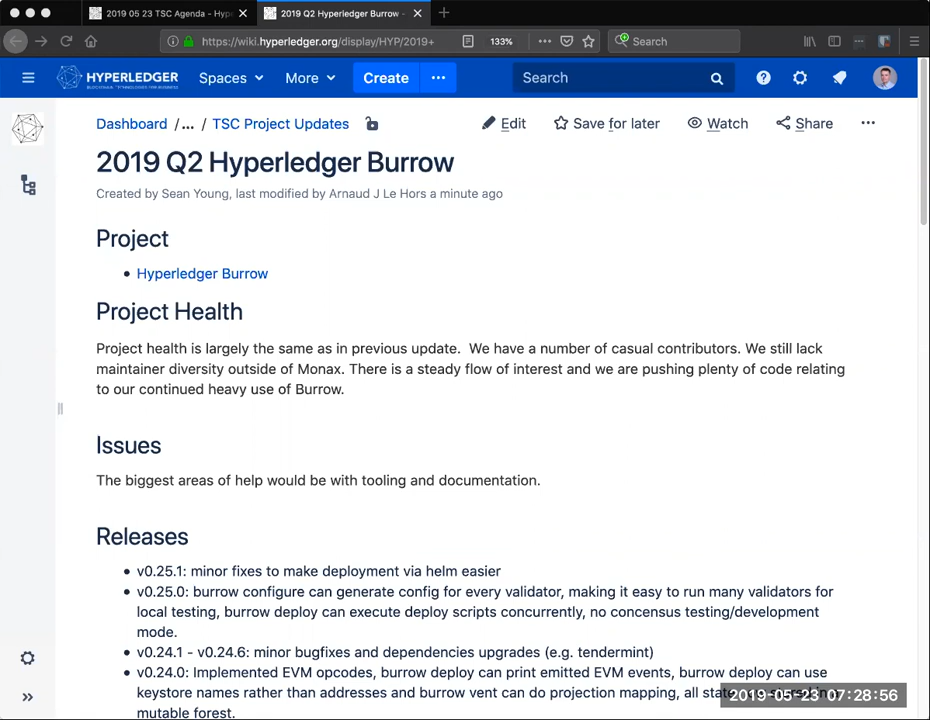 2019 05 23 TSC Agenda - Hype
2019 Q2 Hyperledger Burrow -
https://wiki.hyperledger.org/display/HYP/2019+
133%
Search
HYPERLEDGER
BLOCKCHAIN TECHNOLOGIES FOR BUSINESS
Spaces
More
Create
Search
Dashboard /... / TSC Project Updates
Edit
Save for later
Watch
Share
2019 Q2 Hyperledger Burrow
Created by Sean Young, last modified by Arnaud J Le Hors a minute ago
Project
• Hyperledger Burrow
Project Health
Project health is largely the same as in previous update. We have a number of casual contributors. We still lack
maintainer diversity outside of Monax. There is a steady flow of interest and we are pushing plenty of code relating
to our continued heavy use of Burrow.
Issues
The biggest areas of help would be with tooling and documentation.
Releases
• v0.25.1: minor fixes to make deployment via helm easier
• v0.25.0: burrow configure can generate config for every validator, making it easy to run many validators for
local testing, burrow deploy can execute deploy scripts concurrently, no concensus testing/development
mode.
• v0.24.1 - v0.24.6: minor bugfixes and dependencies upgrades (e.g. tendermint)
• v0.24.0: Implemented EVM opcodes, burrow deploy can print emitted EVM events, burrow deploy can use
keystore names rather than addresses and burrow vent can do projection mapping, all
mutable forest.
2019-05-23 07:28:56